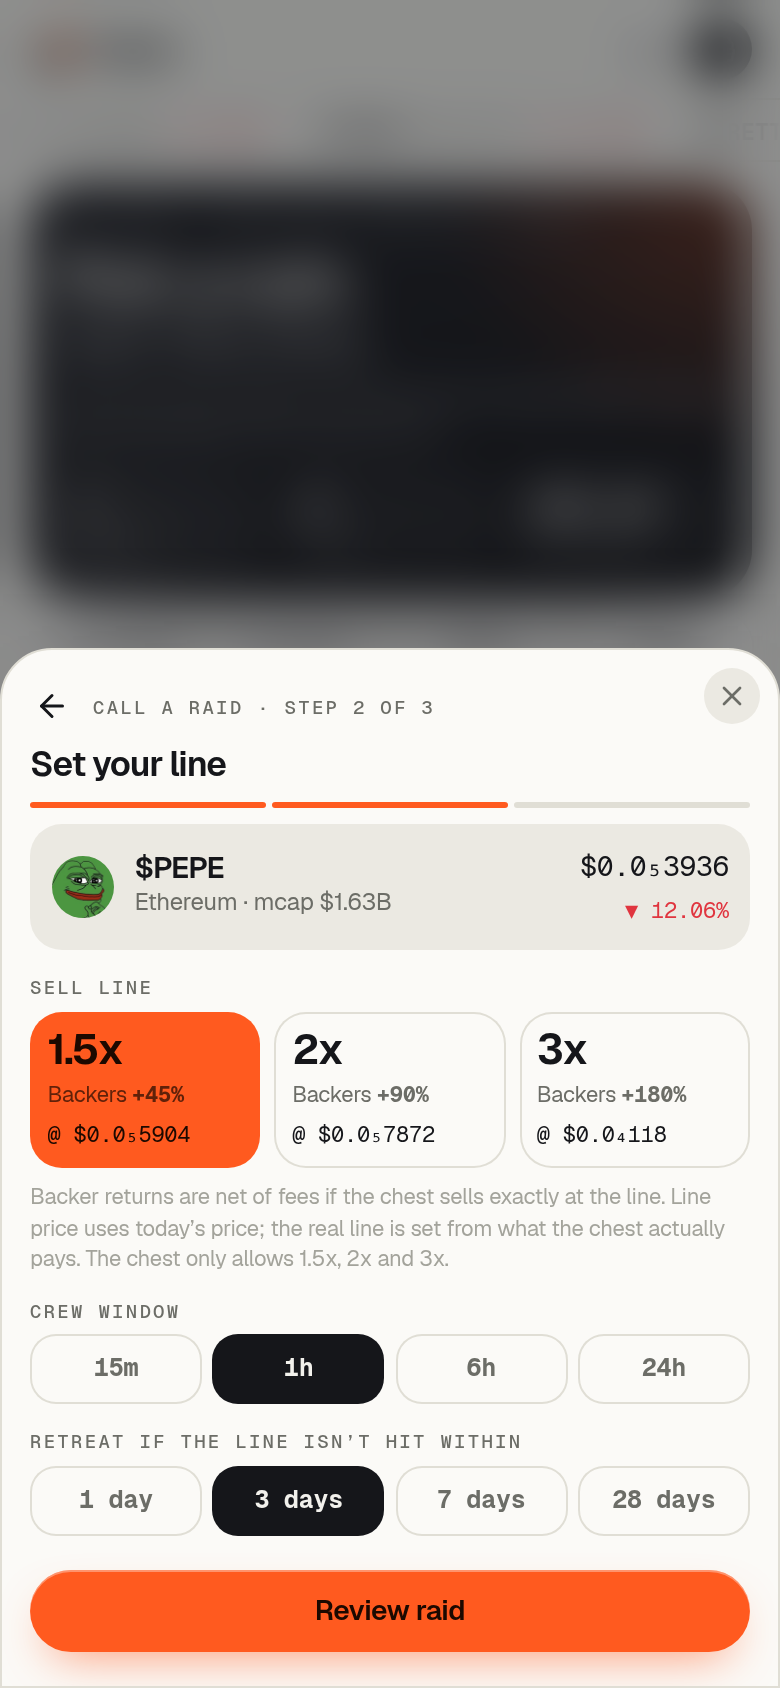 CALL A RAID · STEP 2 OF 3
Set your line
$PEPE
$0.0₅3936
Ethereum · mcap $1.63B
▼ 12.06%
SELL LINE
1.5x
Backers +45%
@ $0.0₅5904
2x
Backers +90%
@ $0.0₅7872
3x
Backers +180%
@ $0.0₄118
Backer returns are net of fees if the chest sells exactly at the line. Line
price uses today’s price; the real line is set from what the chest actually
pays. The chest only allows 1.5x, 2x and 3x.
CREW WINDOW
15m
1h
6h
24h
RETREAT IF THE LINE ISN’T HIT WITHIN
1 day
3 days
7 days
28 days
Review raid